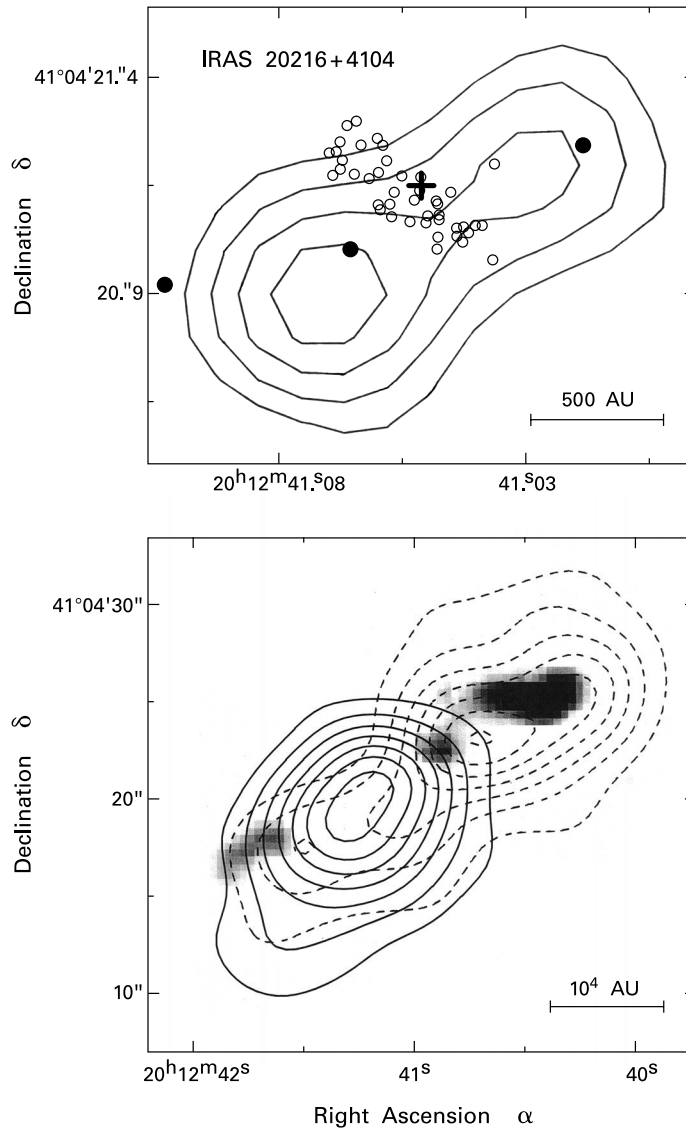 IRAS 20216+4104
41°04'21."4
Declination δ
20."9
500 AU
20ʰ12ᵐ41.ˢ08
41.ˢ03
41°04'30"
Declination δ
20"
10"
10⁴ AU
20ʰ12ᵐ42ˢ
41ˢ
40ˢ
Right Ascension α